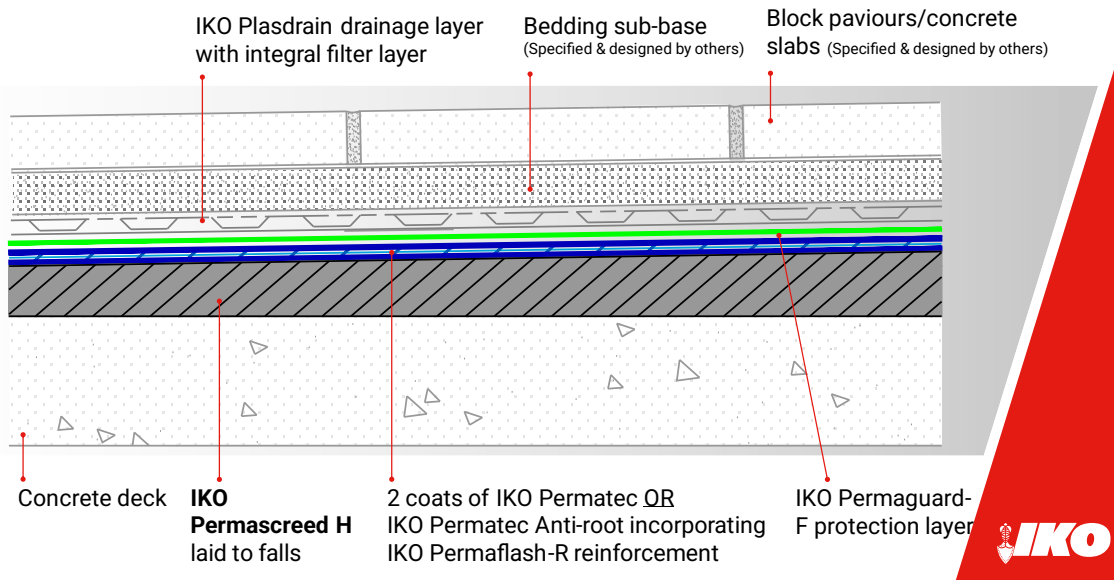 IKO Plasdrain drainage layer
with integral filter layer
Bedding sub-base
(Specified & designed by others)
Block paviours/concrete
slabs (Specified & designed by others)
Concrete deck
IKO
Permascreed H
laid to falls
2 coats of IKO Permatec OR
IKO Permatec Anti-root incorporating
IKO Permaflash-R reinforcement
IKO Permaguard-
F protection layer
IKO